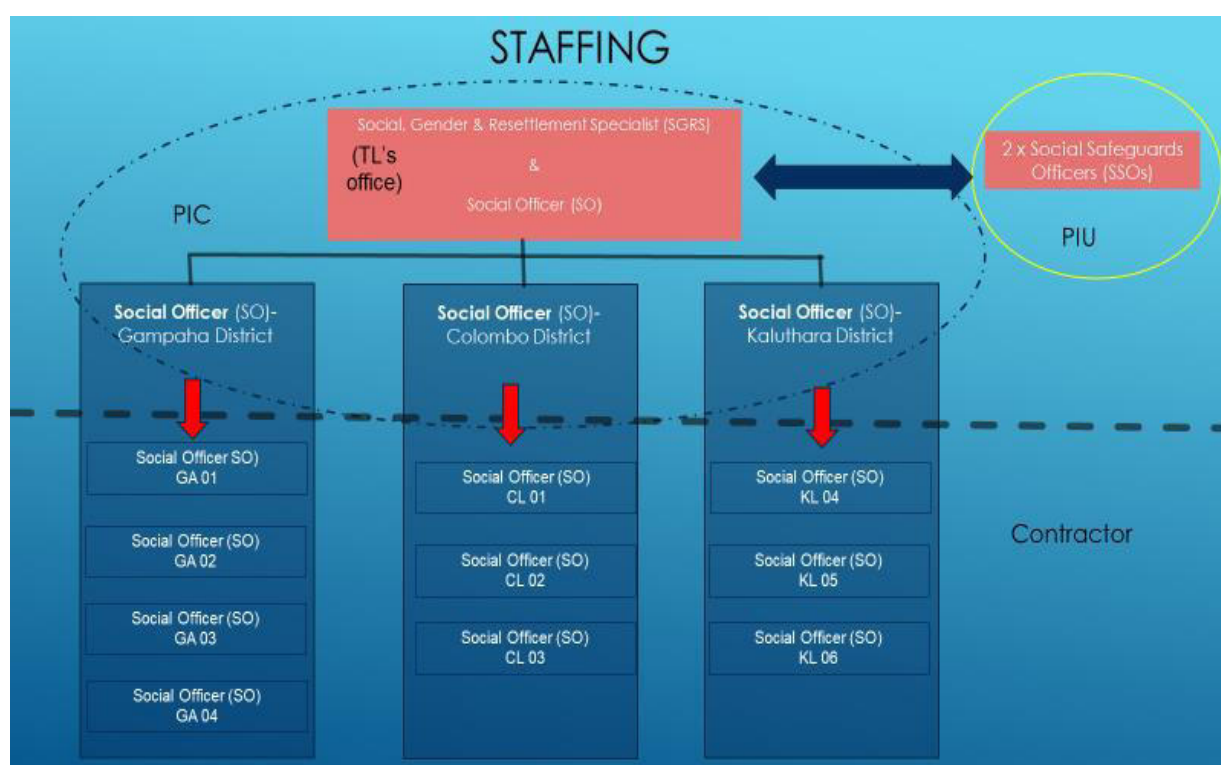 STAFFING
Social, Gender & Resettlement Specialist (SGRS)
(TL's
office)
&
Social Officer (SO)
PIC
2 x Social Safeguards
Officers (SSOs)
PIU
Social Officer (SO)-
Gampaha District
Social Officer (SO)-
Colombo District
Social Officer (SO)-
Kaluthara District
Social Officer SO)
GA 01
Social Officer (SO)
GA 02
Social Officer (SO)
GA 03
Social Officer (SO)
GA 04
Social Officer (SO)
CL 01
Social Officer (SO)
CL 02
Social Officer (SO)
CL 03
Social Officer (SO)
KL 04
Social Officer (SO)
KL 05
Social Officer (SO)
KL 06
Contractor